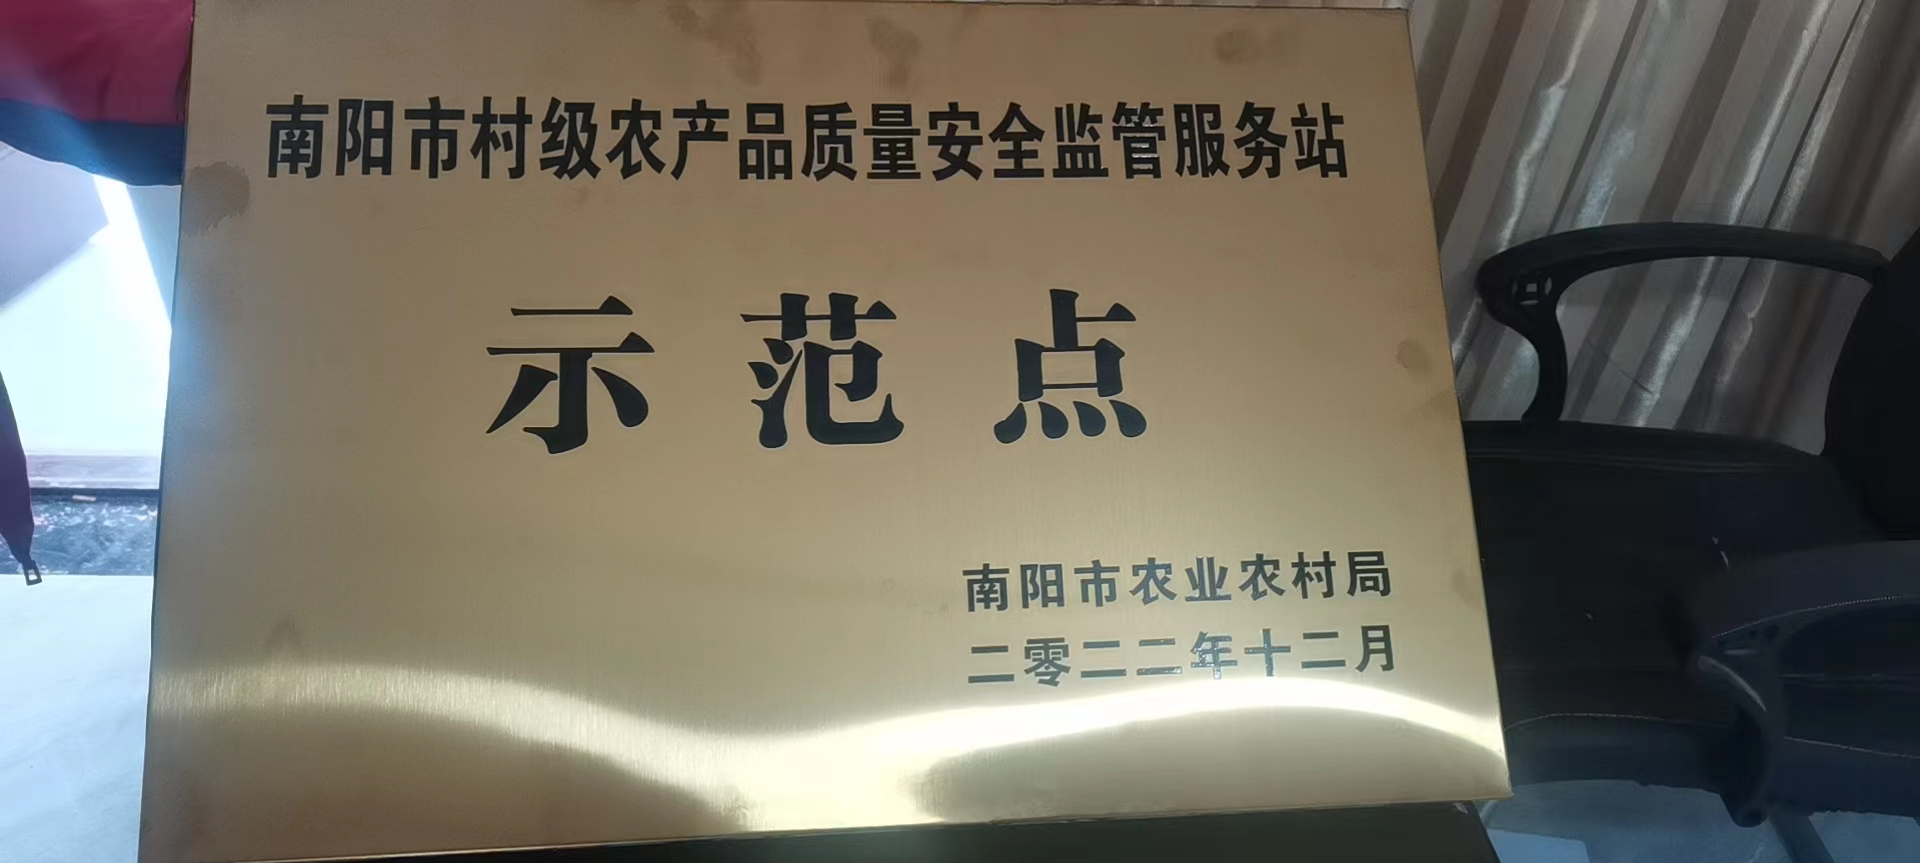 南阳市村级农产品质量安全监管服务站
示范点
南阳市农业农村局
二零二二年十二月